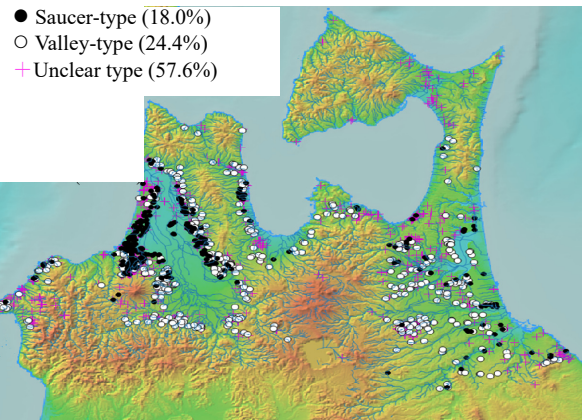 Saucer-type (18.0%)
Valley-type (24.4%)
Unclear type (57.6%)